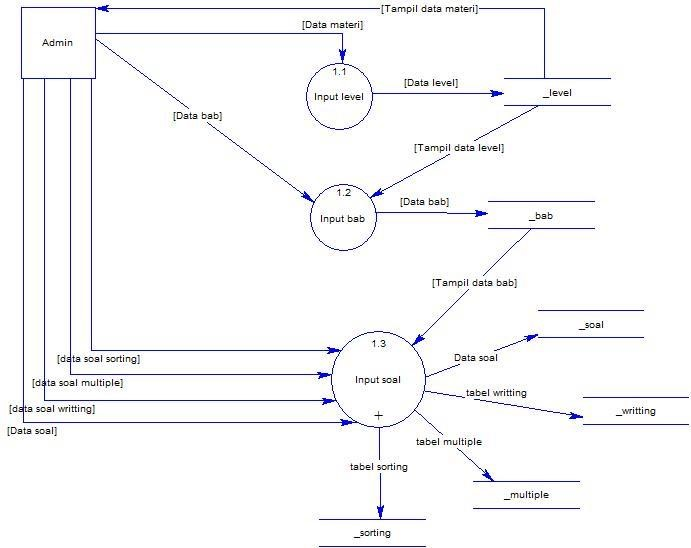 [Tampil data materi]
[Data materi]
Admin
1.1
Input level
[Data level]
_level
[Data bab]
[Tampil data level]
1.2
Input bab
[Data bab]
_bab
[Tampil data bab]
_soal
1.3
Input soal
+
Data soal
[data soal sorting]
[data soal multiple]
tabel writting
[data soal writting]
_writting
[Data soal]
tabel multiple
tabel sorting
_multiple
_sorting